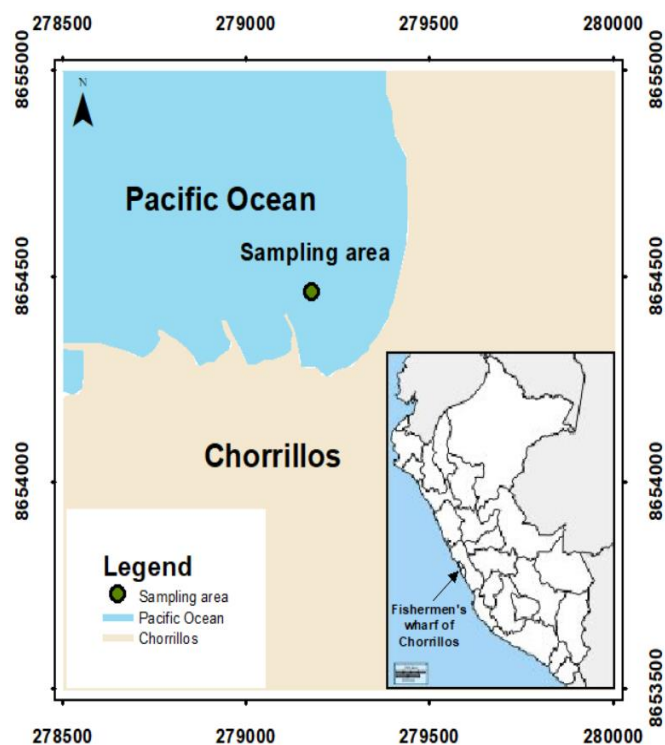 278500 279000 279500 280000
8655000 8655000
N
Pacific Ocean
Sampling area
8654500 8654500
Chorrillos
8654000 8654000
Legend
Sampling area
Pacific Ocean
Chorrillos
Fishermen's
wharf of
Chorrillos
8653500 8653500
278500 279000 279500 280000